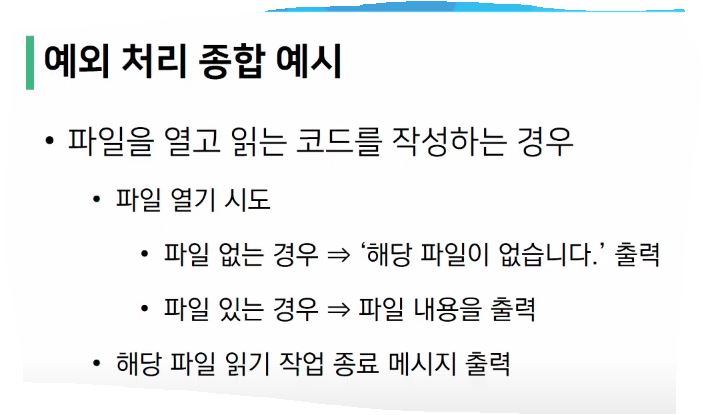 예외 처리 종합 예시
• 파일을 열고 읽는 코드를 작성하는 경우
• 파일 열기 시도
• 파일 없는 경우 ⇒ ‘해당 파일이 없습니다.’ 출력
• 파일 있는 경우 ⇒ 파일 내용을 출력
• 해당 파일 읽기 작업 종료 메시지 출력